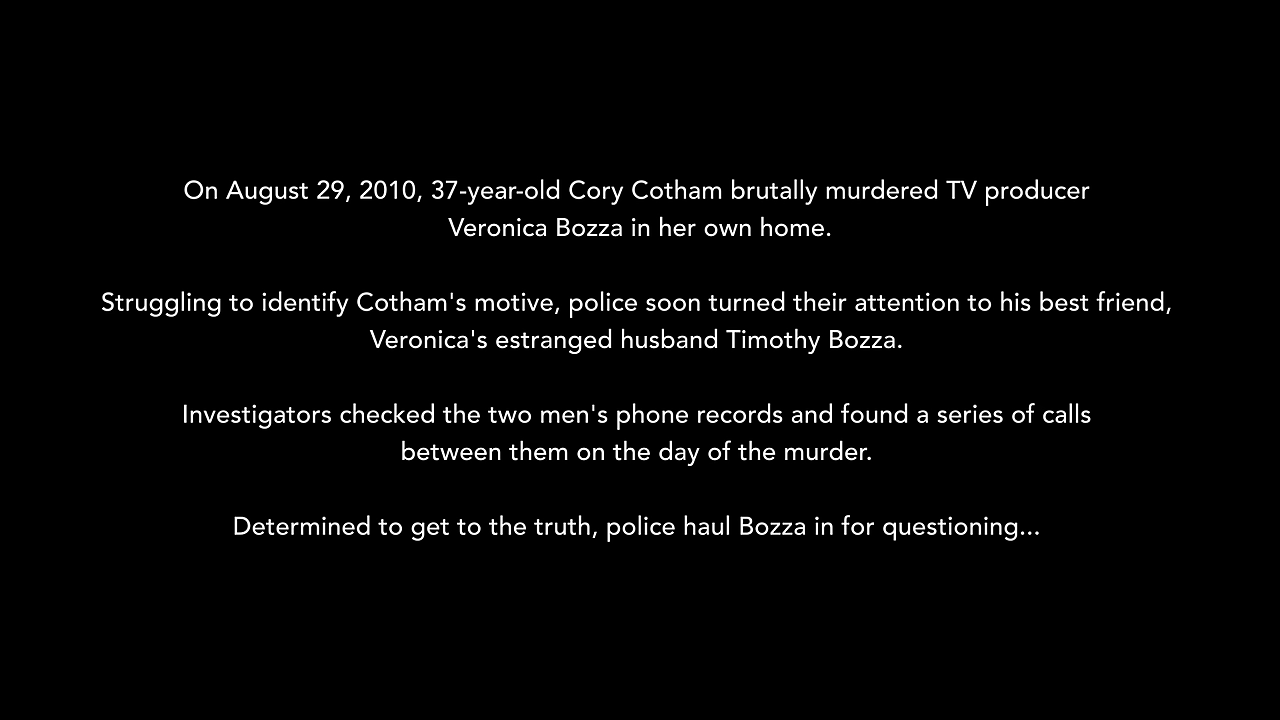 On August 29, 2010, 37-year-old Cory Cotham brutally murdered TV producer
Veronica Bozza in her own home.
Struggling to identify Cotham's motive, police soon turned their attention to his best friend,
Veronica's estranged husband Timothy Bozza.
Investigators checked the two men's phone records and found a series of calls
between them on the day of the murder.
Determined to get to the truth, police haul Bozza in for questioning...